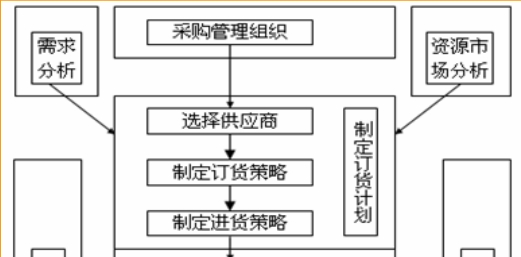 采购管理组织
需求
分析
资源市
场分析
选择供应商
制定订货策略
制定进货策略
制定订货计划